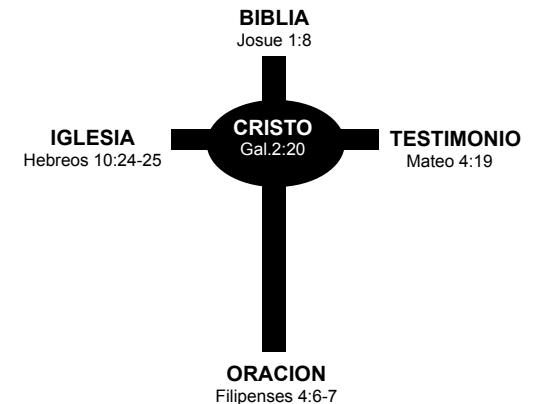 BIBLIA
Josue 1:8
CRISTO
Gal.2:20
IGLESIA
Hebreos 10:24-25
TESTIMONIO
Mateo 4:19
ORACION
Filipenses 4:6-7